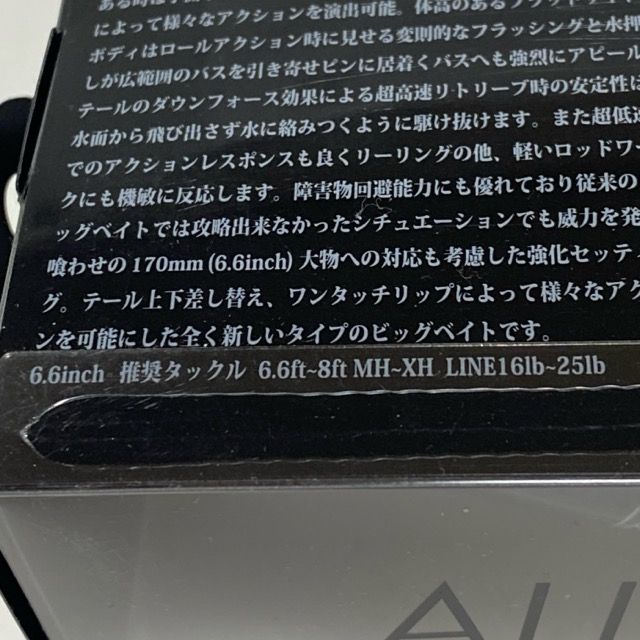 ある時は
によって様々なアクションを演出可能。体高のあるフラットサイ
ボディはロールアクション時に見せる変則的なフラッシングと水押
しが広範囲のバスを引き寄せピンに居着くバスへも強烈にアピール
テールのダウンフォース効果による超高速リトリーブ時の安定性
水面から飛び出さず水に絡みつくように駆け抜けます。また超低速
でのアクションレスポンスも良くリーリングの他、軽いロッドワー
クにも機敏に反応します。障害物回避能力にも優れており従来の
ッグベイトでは攻略出来なかったシチュエーションでも威力を発
喰わせの170mm (6.6inch) 大物への対応も考慮した強化セッティ
グ。テール上下差し替え、ワンタッチリップによって様々なアク
ンを可能にした全く新しいタイプのビッグベイトです。
6.6inch 推奨タックル 6.6ft~8ft MH~XH LINE16lb~25lb